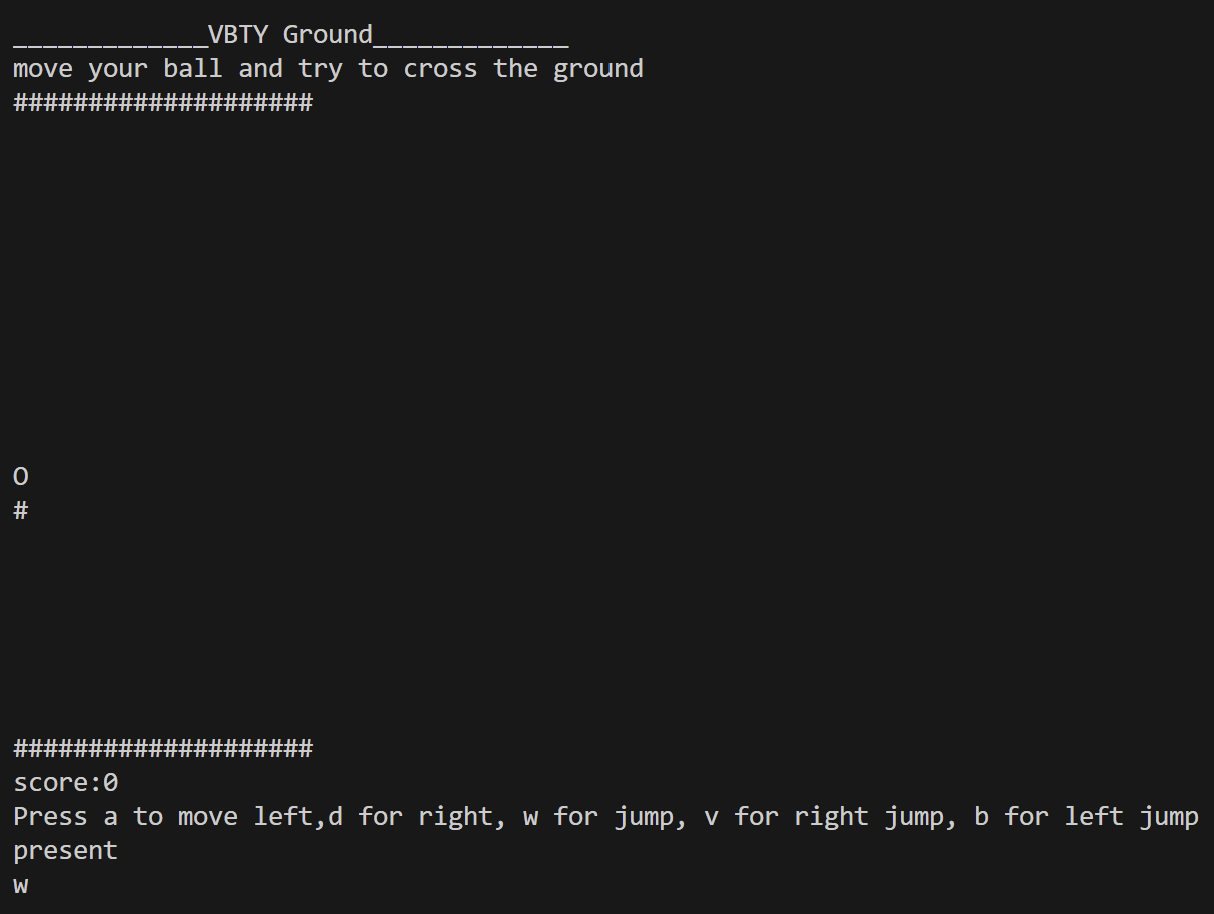 _____________VBTY Ground_____________
move your ball and try to cross the ground
####################
O
#
####################
score:0
Press a to move left,d for right, w for jump, v for right jump, b for left jump
present
w